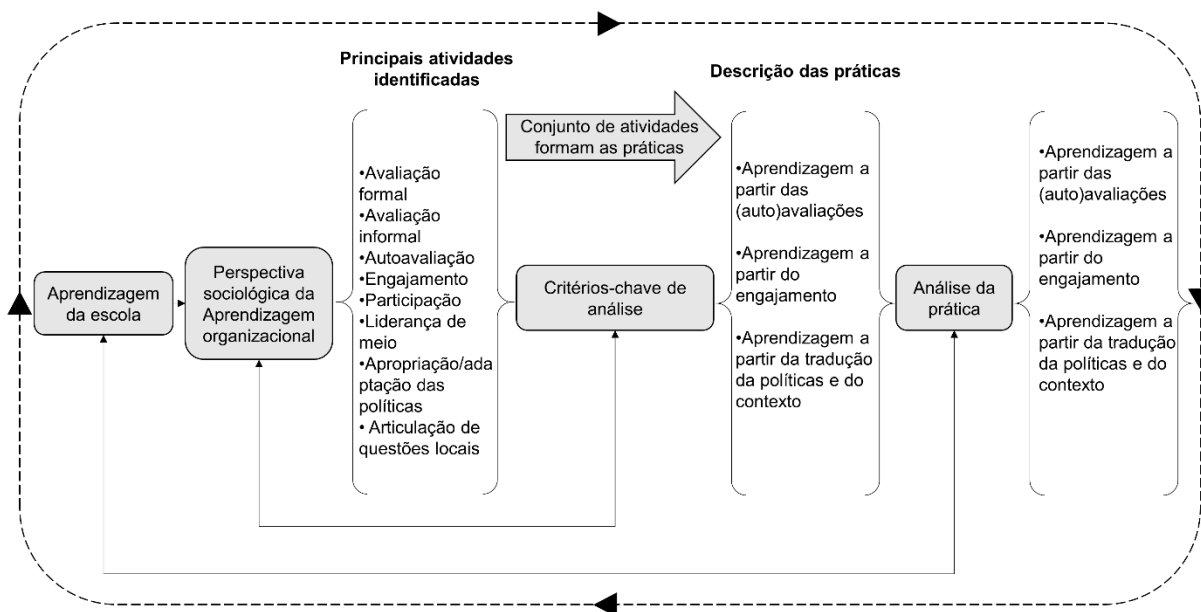 Principais atividades
identificadas
Descrição das práticas
Conjunto de atividades
formam as práticas
Aprendizagem
da escola
Perspectiva
sociológica da
Aprendizagem
organizacional
•Avaliação
formal
•Avaliação
informal
•Autoavaliação
•Engajamento
•Participação
•Liderança de
meio
•Apropriação/ada
ptação das
políticas
• Articulação de
questões locais
Critérios-chave de
análise
•Aprendizagem a
partir das
(auto)avaliações
•Aprendizagem a
partir do
engajamento
•Aprendizagem a
partir da tradução
da políticas e do
contexto
Análise da
prática
•Aprendizagem a
partir das
(auto)avaliações
•Aprendizagem a
partir do
engajamento
•Aprendizagem a
partir da tradução
da políticas e do
contexto